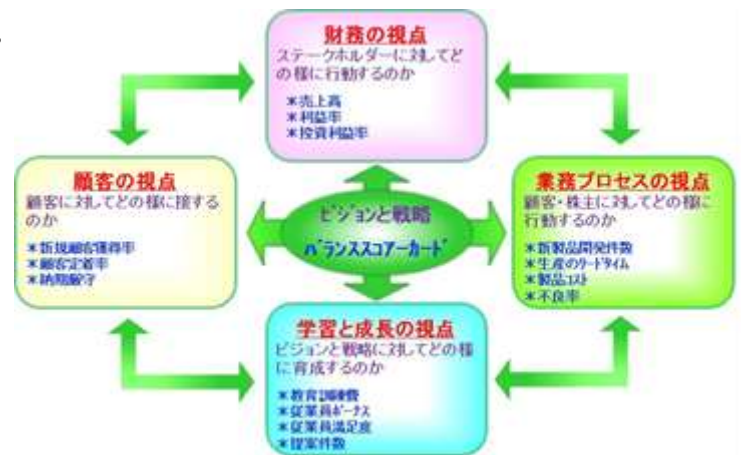 財務の視点
ステークホルダーに対してど
の様に行動するのか
*売上高
*利益率
*投資利益率
顧客の視点
顧客に対してどの様に接する
のか
*新規顧客獲得率
*顧客定着率
*納期厳守
ビジョンと戦略
バランススコアーカード
業務プロセスの視点
顧客・株主に対してどの様に
行動するのか
*新製品開発件数
*生産のリードタイム
*製品コスト
*不良率
学習と成長の視点
ビジョンと戦略に対してどの様
に育成するのか
*教育訓練費
*従業員ボーナス
*従業員満足度
*提案件数